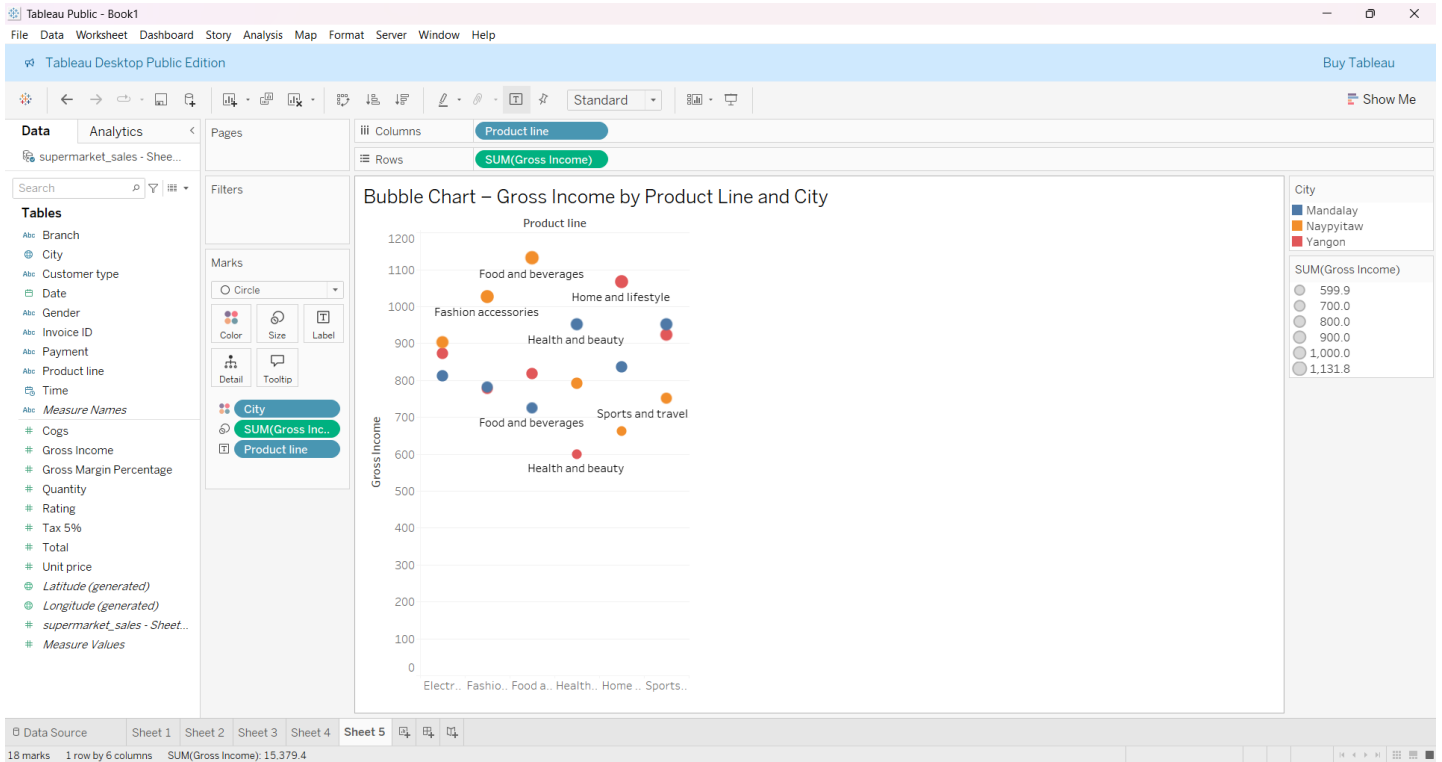 Tableau Public - Book1
File Data Worksheet Dashboard Story Analysis Map Format Server Window Help
Tableau Desktop Public Edition
Buy Tableau
Standard
Show Me
Data
Analytics
supermarket_sales - Shee...
Search
Tables
Abc Branch
City
Abc Customer type
Date
Abc Gender
Abc Invoice ID
Abc Payment
Abc Product line
Time
Abc Measure Names
# Cogs
# Gross Income
# Gross Margin Percentage
# Quantity
# Rating
# Tax 5%
# Total
# Unit price
Latitude (generated)
Longitude (generated)
# supermarket_sales - Sheet...
# Measure Values
Pages
Filters
Marks
Circle
Color
Size
Label
Detail
Tooltip
City
SUM(Gross Inc..
Product line
Columns
Product line
Rows
SUM(Gross Income)
Bubble Chart – Gross Income by Product Line and City
Product line
1200
1100
1000
900
800
700
600
500
400
300
200
100
0
Gross Income
Food and beverages
Home and lifestyle
Fashion accessories
Health and beauty
Sports and travel
Food and beverages
Health and beauty
Electr.. Fashio.. Food a.. Health.. Home .. Sports..
City
Mandalay
Naypyitaw
Yangon
SUM(Gross Income)
599.9
700.0
800.0
900.0
1,000.0
1,131.8
Data Source
Sheet 1
Sheet 2
Sheet 3
Sheet 4
Sheet 5
18 marks 1 row by 6 columns SUM(Gross Income): 15,379.4